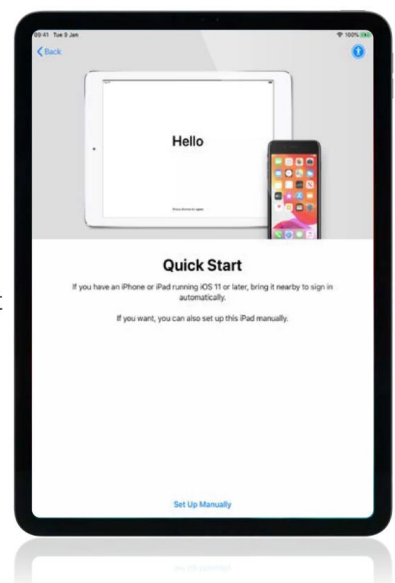 09:41 Tue 9 Jan
100%
Back
Hello
Quick Start
If you have an iPhone or iPad running iOS 11 or later, bring it nearby to sign in
automatically.
If you want, you can also set up this iPad manually.
Set Up Manually